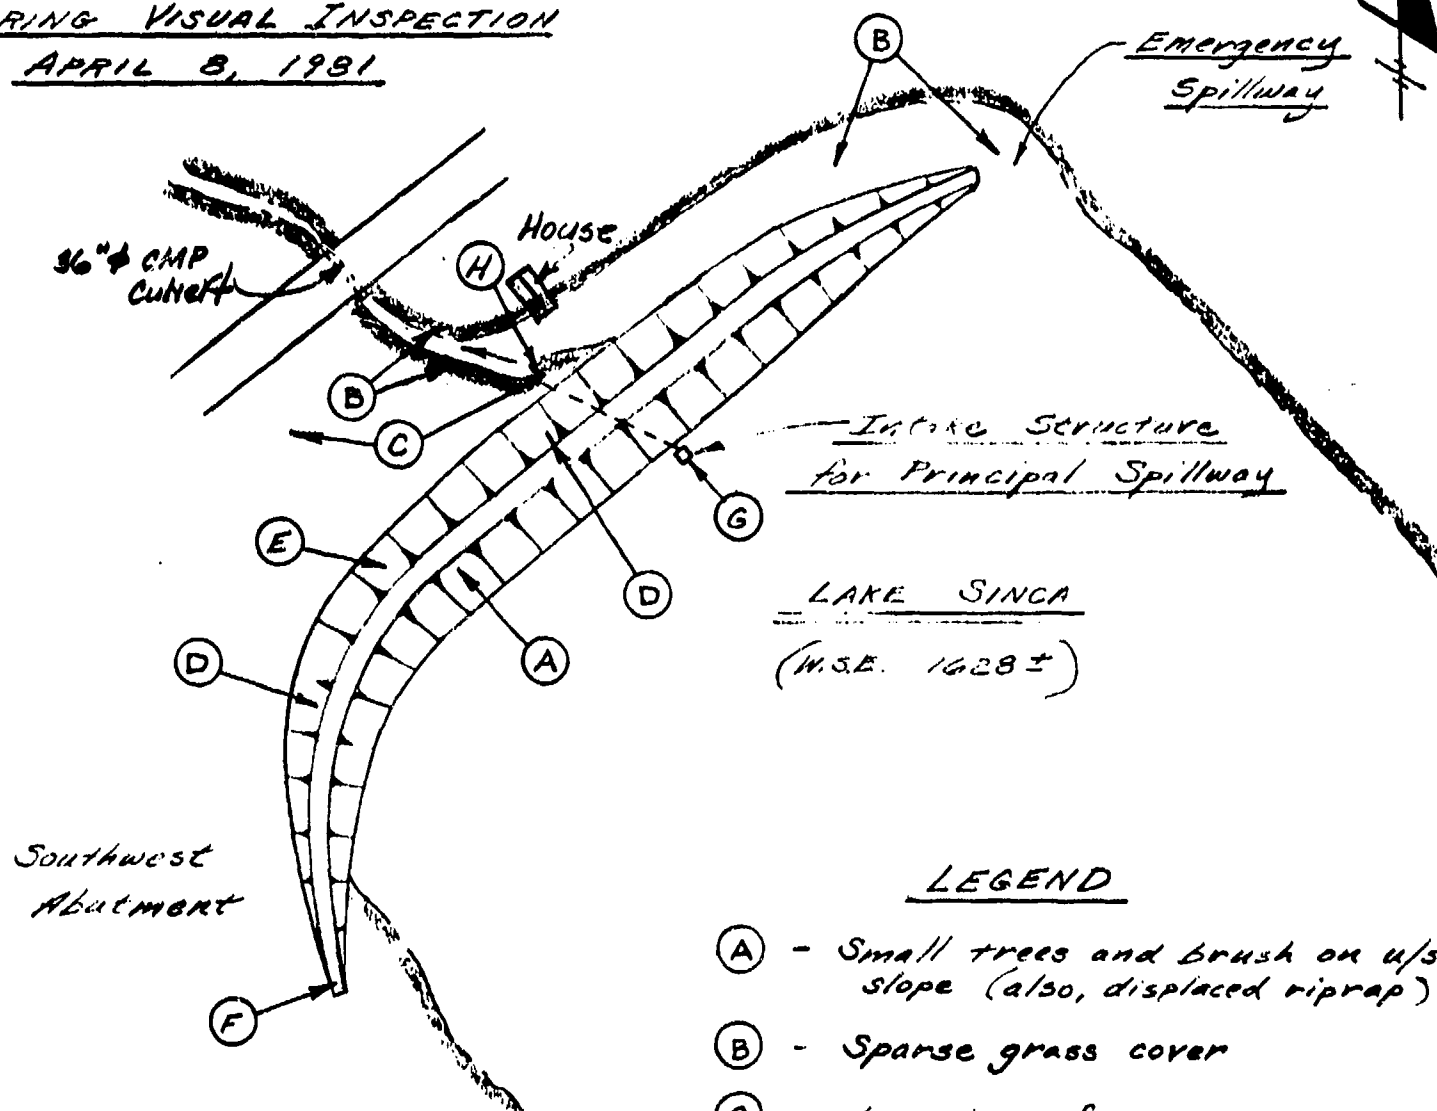 RING VISUAL INSPECTION
APRIL 8, 1981
B
Emergency
Spillway
House
H
36"⌀ CMP
Culvert
B
C
Intake Structure
for Principal Spillway
G
E
D
LAKE SINCA
(W.S.E. 1628±)
D
A
Southwest
Abutment
F
LEGEND
A - Small trees and brush on u/s
slope (also, displaced riprap)
B - Sparse grass cover